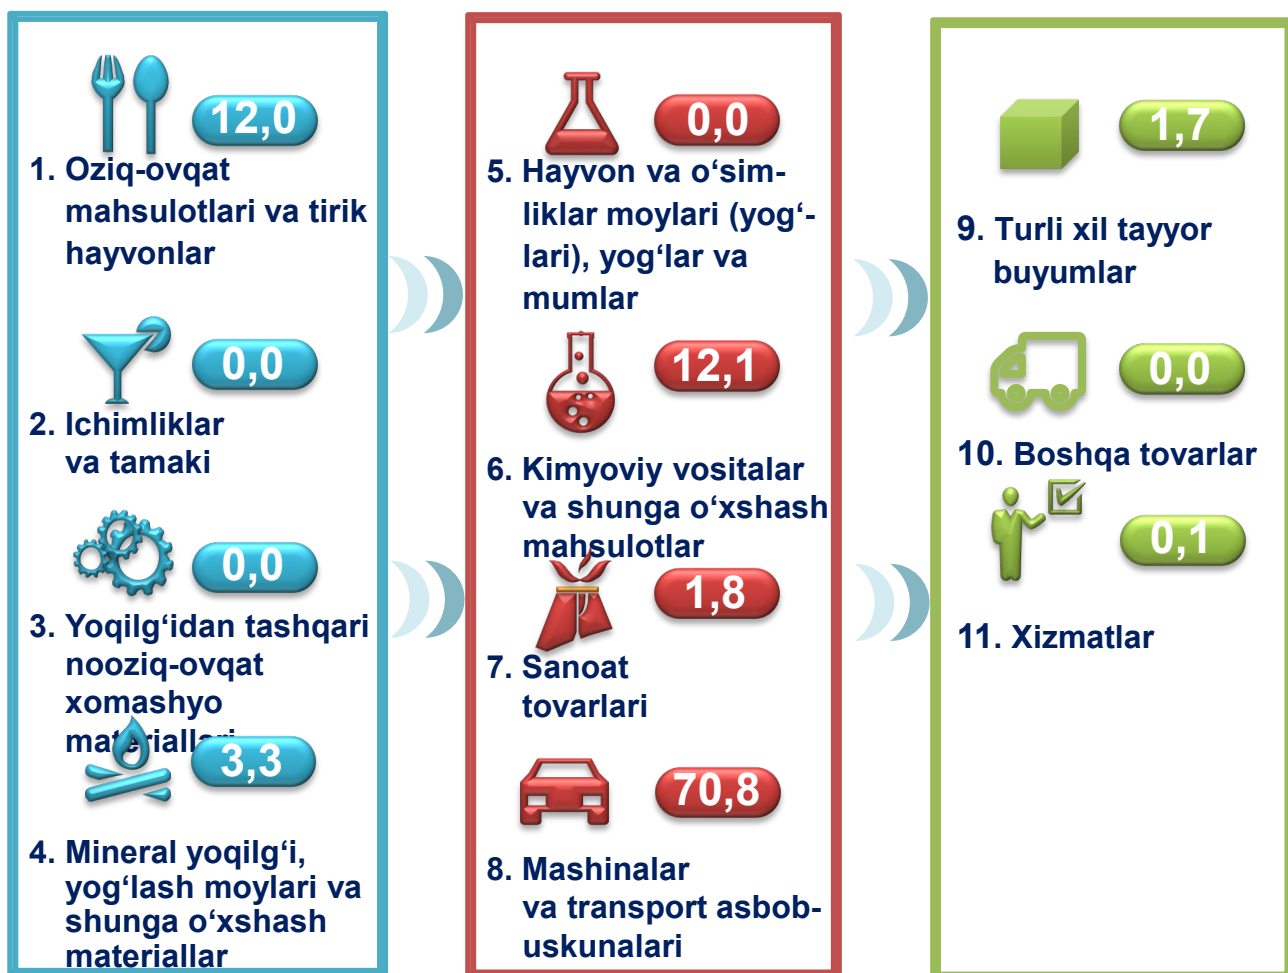 12,0
1. Oziq-ovqat
mahsulotlari va tirik
hayvonlar
0,0
2. Ichimliklar
va tamaki
0,0
3. Yoqilg‘idan tashqari
nooziq-ovqat
xomashyo
materiallari
3,3
4. Mineral yoqilg‘i,
yog‘lash moylari va
shunga o‘xshash
materiallar
0,0
5. Hayvon va o‘sim-
liklar moylari (yog‘-
lari), yog‘lar va
mumlar
12,1
6. Kimyoviy vositalar
va shunga o‘xshash
mahsulotlar
1,8
7. Sanoat
tovarlari
70,8
8. Mashinalar
va transport asbob-
uskunalari
1,7
9. Turli xil tayyor
buyumlar
0,0
10. Boshqa tovarlar
0,1
11. Xizmatlar